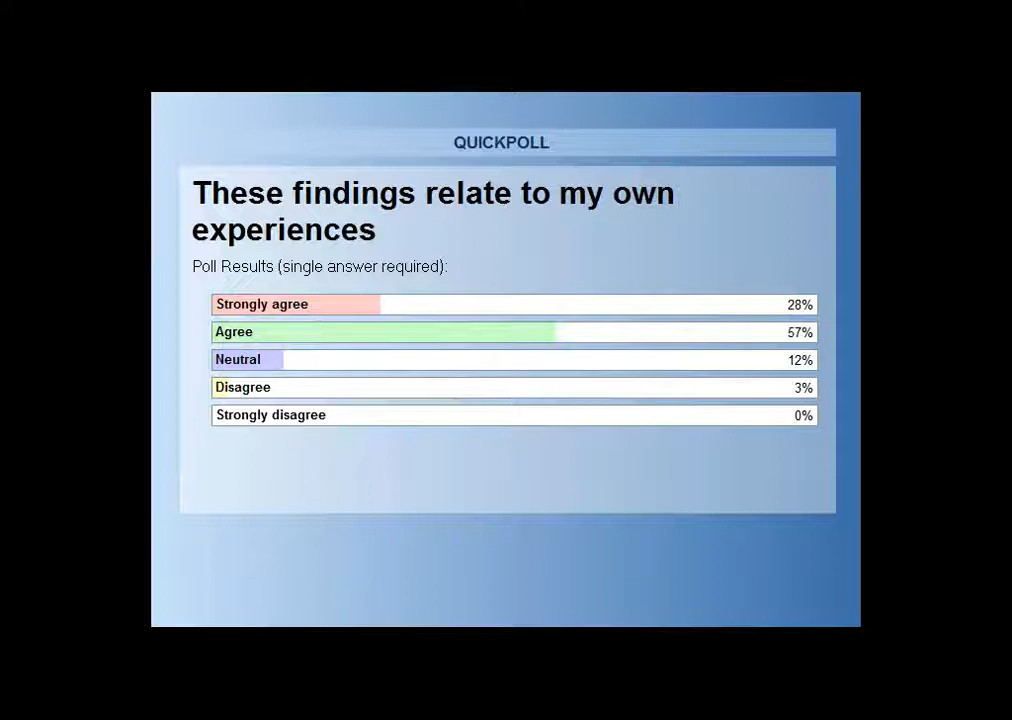 QUICKPOLL
These findings relate to my own
experiences
Poll Results (single answer required):
Strongly agree 28%
Agree 57%
Neutral 12%
Disagree 3%
Strongly disagree 0%